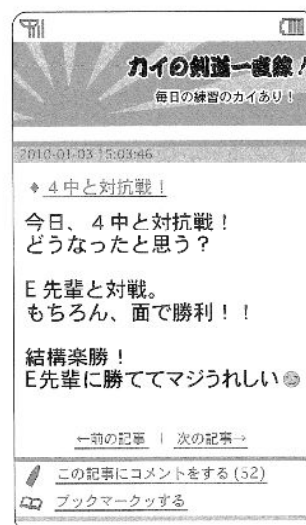 カイの剣道一直線！
毎日の練習のカイあり！
2010-01-03 15:03:46
◆４中と対抗戦！
今日、４中と対抗戦！
どうなったと思う？
E先輩と対戦。
もちろん、面で勝利！！
結構楽勝！
E先輩に勝ててマジうれしい
←前の記事 | 次の記事→
この記事にコメントをする(52)
ブックマークッする